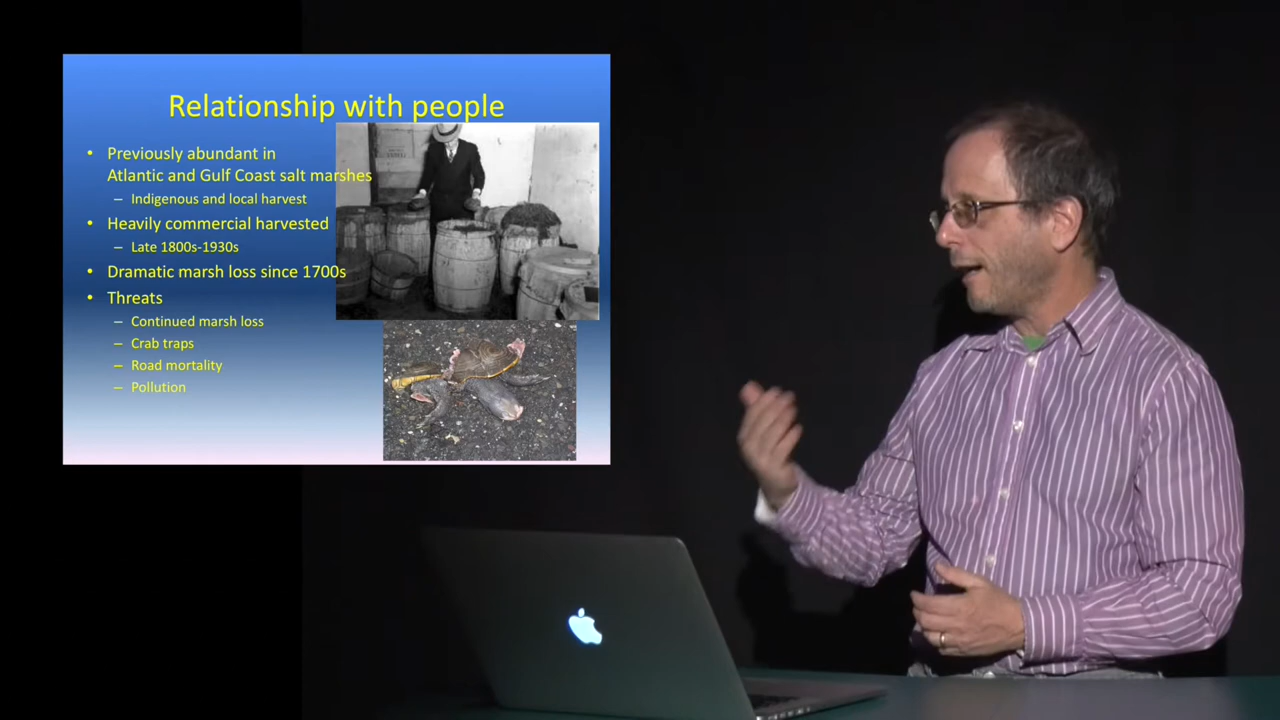 Relationship with people
• Previously abundant in
Atlantic and Gulf Coast salt marshes
– Indigenous and local harvest
• Heavily commercial harvested
– Late 1800s-1930s
• Dramatic marsh loss since 1700s
• Threats
– Continued marsh loss
– Crab traps
– Road mortality
– Pollution